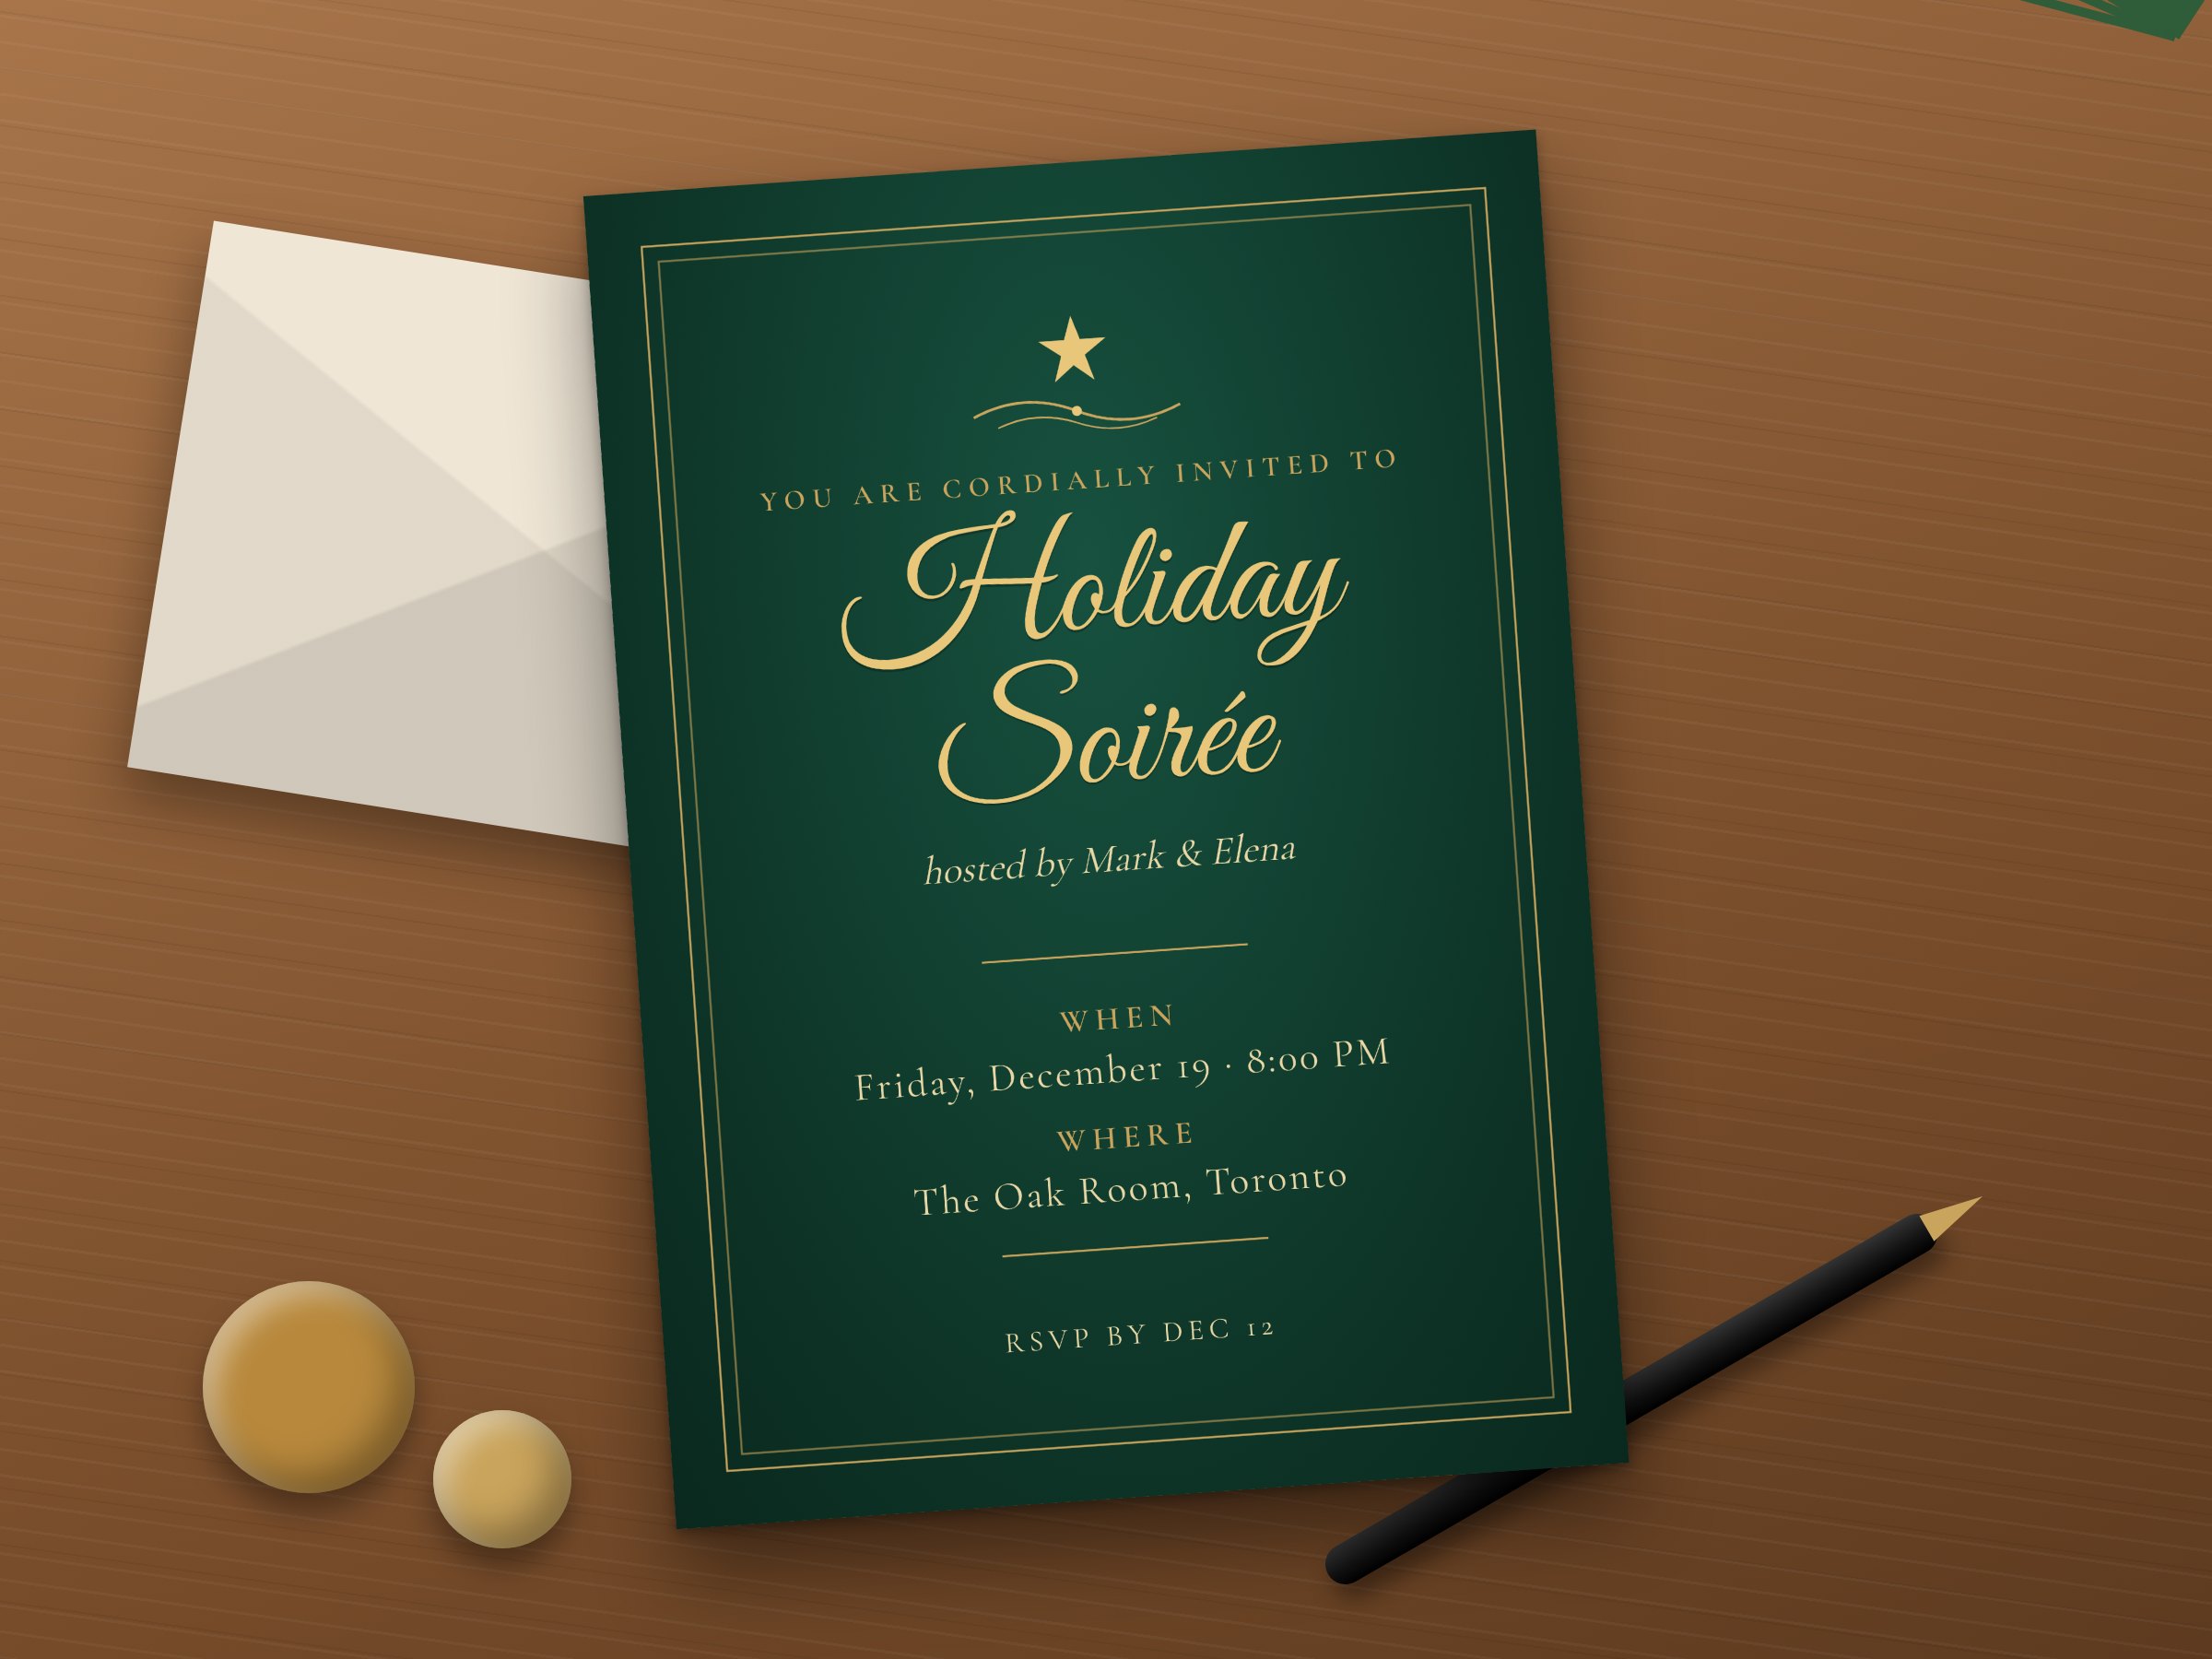 YOU ARE CORDIALLY INVITED TO
Holiday
Soirée
hosted by Mark & Elena
WHEN
Friday, December 19 · 8:00 PM
WHERE
The Oak Room, Toronto
RSVP BY DEC 12